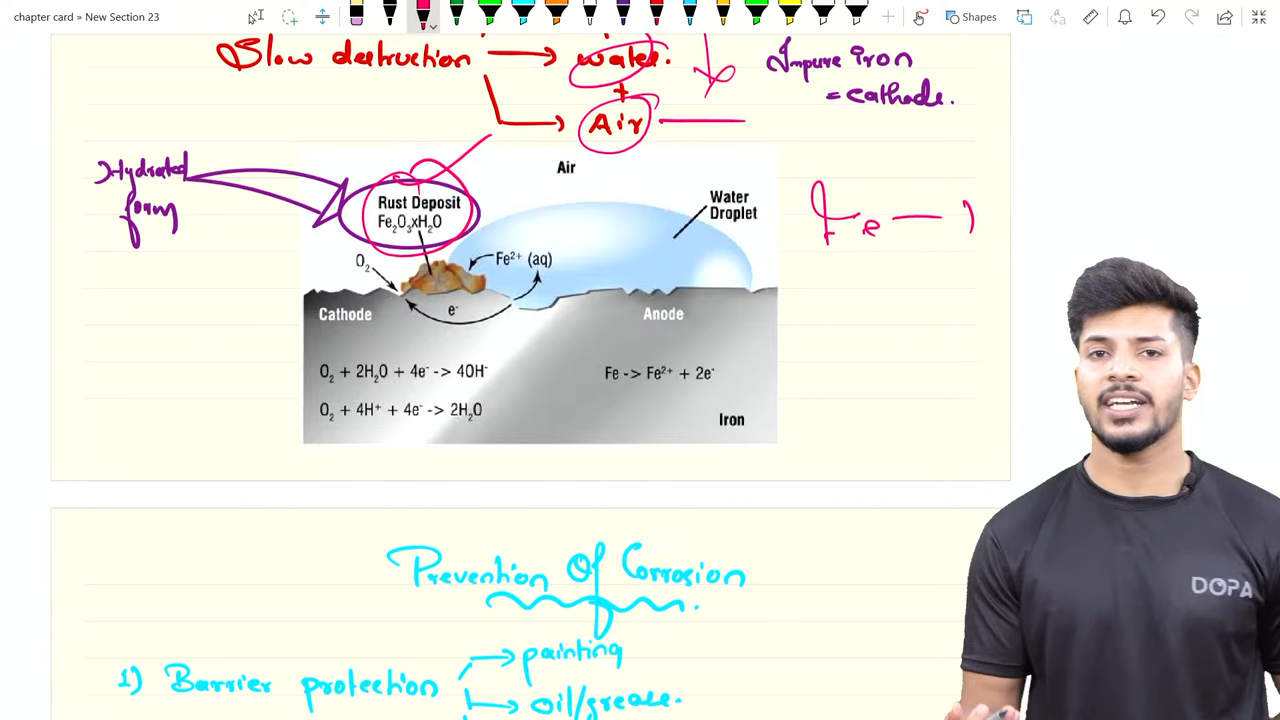 chapter card » New Section 23
Shapes
Slow destruction → water.
+
Air
Impure iron
= cathode.
Hydrated
form
Air
Rust Deposit
Fe₂O₃xH₂O
Water
Droplet
Fe
O₂
Fe²⁺ (aq)
e⁻
Cathode
Anode
O₂ + 2H₂O + 4e⁻ -> 4OH⁻
Fe -> Fe²⁺ + 2e⁻
O₂ + 4H⁺ + 4e⁻ -> 2H₂O
Iron
DOPA
Prevention Of Corrosion
1) Barrier protection
→ painting
→ oil/grease.